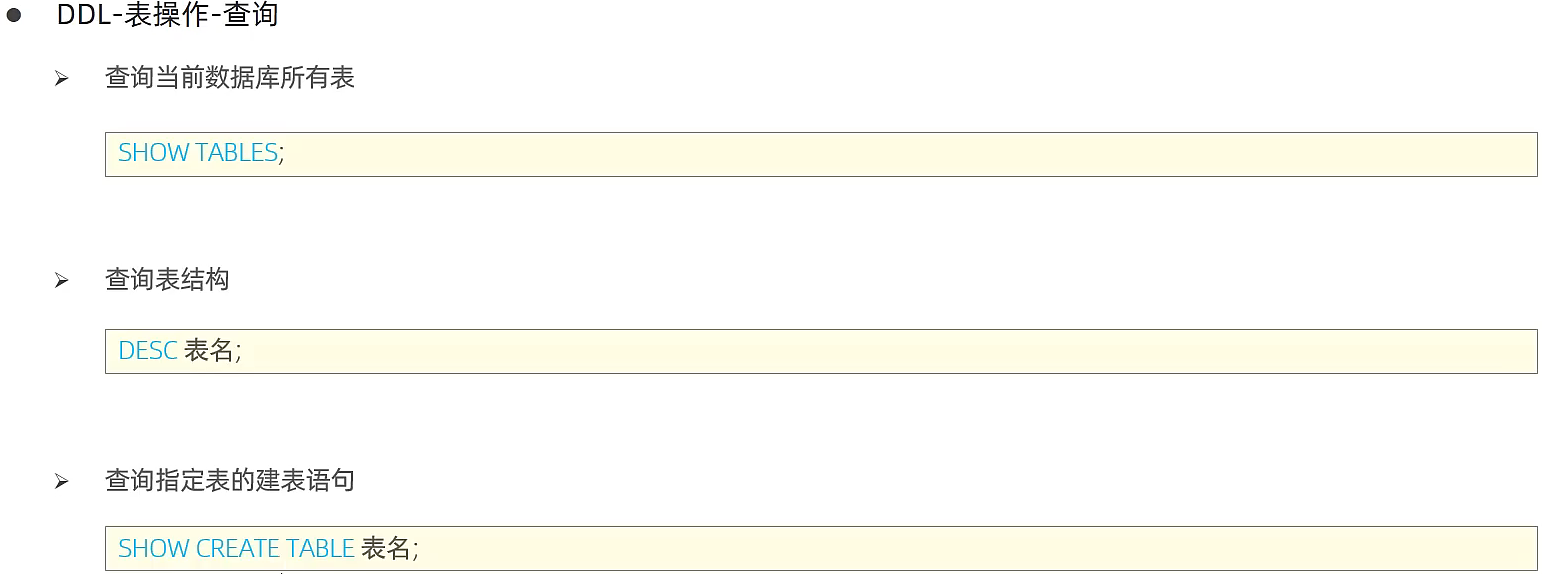 ● DDL-表操作-查询
➢ 查询当前数据库所有表
SHOW TABLES;
➢ 查询表结构
DESC 表名;
➢ 查询指定表的建表语句
SHOW CREATE TABLE 表名;